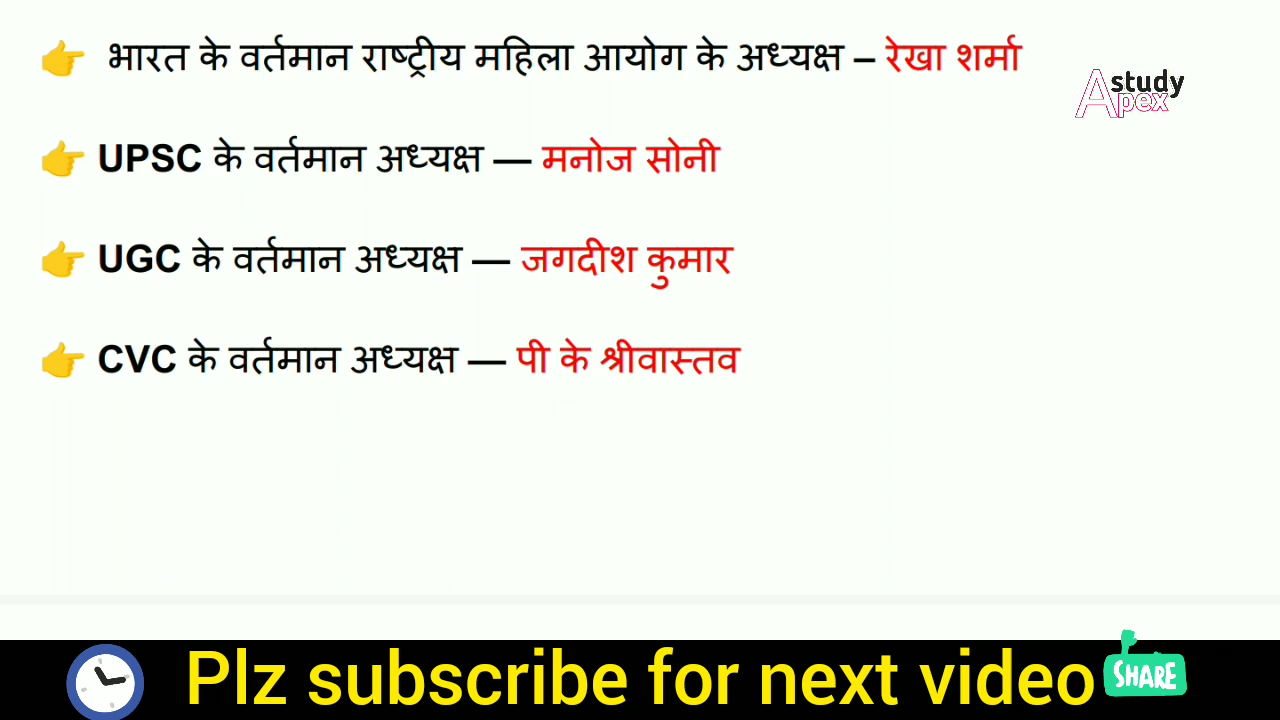 👉 भारत के वर्तमान राष्ट्रीय महिला आयोग के अध्यक्ष – रेखा शर्मा
study
Apex
👉 UPSC के वर्तमान अध्यक्ष — मनोज सोनी
👉 UGC के वर्तमान अध्यक्ष — जगदीश कुमार
👉 CVC के वर्तमान अध्यक्ष — पी के श्रीवास्तव
Plz subscribe for next video
SHARE